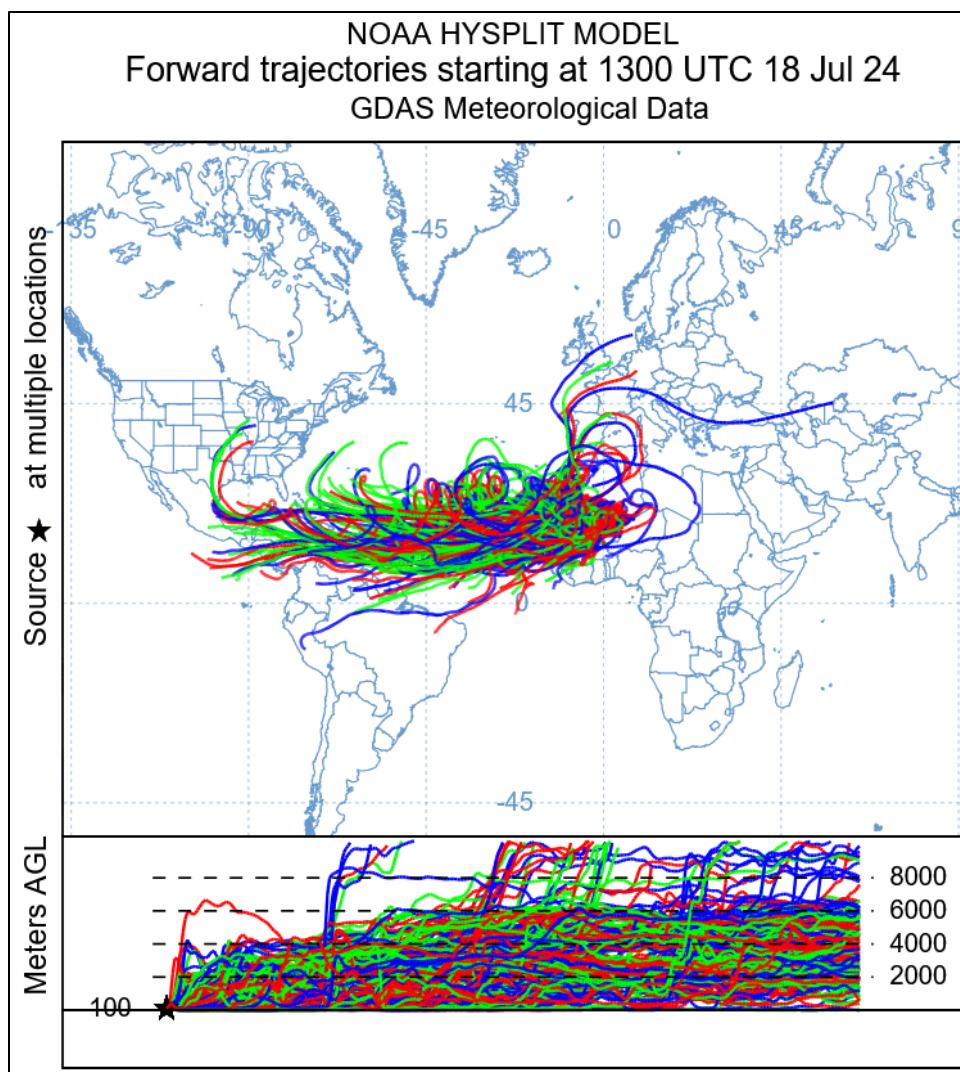 NOAA HYSPLIT MODEL
Forward trajectories starting at 1300 UTC 18 Jul 24
GDAS Meteorological Data
Source ★ at multiple locations
-45
0
45
45
0
-45
Meters AGL
8000
6000
4000
2000
100